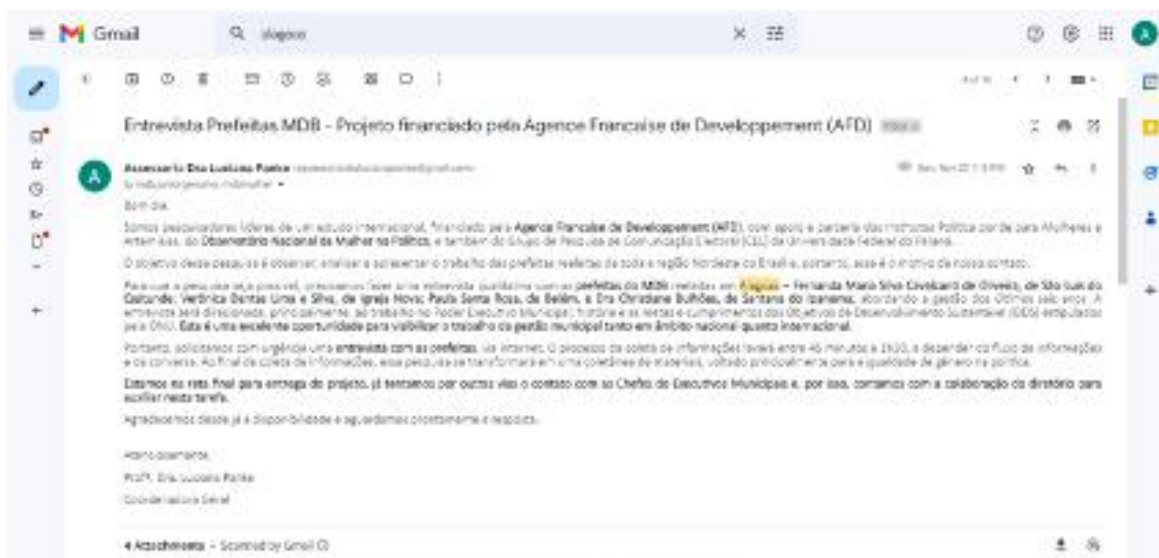 Gmail
Entrevista Prefeitas MDB - Projeto financiado pela Agence Francaise de Developpement (AFD)
Assessoria Dra Luciana Panke
Bom dia,
Somos pesquisadoras líderes de um estudo internacional, financiado pela Agence Francaise de Developpement (AFD), com apoio e parceria dos Institutos Política por de para Mulheres e
Artemisias, do Observatório Nacional da Mulher na Política, e também do Grupo de Pesquisa de Comunicação Eleitoral (CEL) da Universidade Federal do Paraná.
O objetivo dessa pesquisa é observar, analisar e apresentar o trabalho das prefeitas reeleitas de toda a região Nordeste do Brasil e, portanto, esse é o motivo de nosso contato.
Para que a pesquisa seja possível, precisamos fazer uma entrevista qualitativa com as prefeitas do MDB reeleitas em Alagoas – Fernanda Maria Silva Cavalcanti de Oliveira, de São Luís do
Quitunde; Verônica Dantas Lima e Silva, de Igreja Nova; Paula Santa Rosa, de Belém, e Dra Christiane Bulhões, de Santana do Ipanema, abordando a gestão dos últimos seis anos. A
entrevista será direcionada, principalmente, ao trabalho no Poder Executivo Municipal, história e as metas e cumprimentos dos Objetivos de Desenvolvimento Sustentável (ODS) estipulados
pela ONU. Esta é uma excelente oportunidade para visibilizar o trabalho da gestão municipal tanto em âmbito nacional quanto internacional.
Portanto, solicitamos com urgência uma entrevista com as prefeitas, via internet. O processo da coleta de informações levará entre 45 minutos a 1h30, a depender do fluxo de informações
e da conversa. Ao final da coleta de informações, essa pesquisa se transformará em uma coletânea de materiais, voltado principalmente para a igualdade de gênero na política.
Estamos na reta final para entrega do projeto, já tentamos por outras vias o contato com as Chefes do Executivos Municipais e, por isso, contamos com a colaboração do diretório para
auxiliar nesta tarefa.
Agradecemos desde já a disponibilidade e aguardamos prontamente a resposta.
Atenciosamente,
Profª. Dra. Luciana Panke
Coordenadora Geral
4 Attachments • Scanned by Gmail